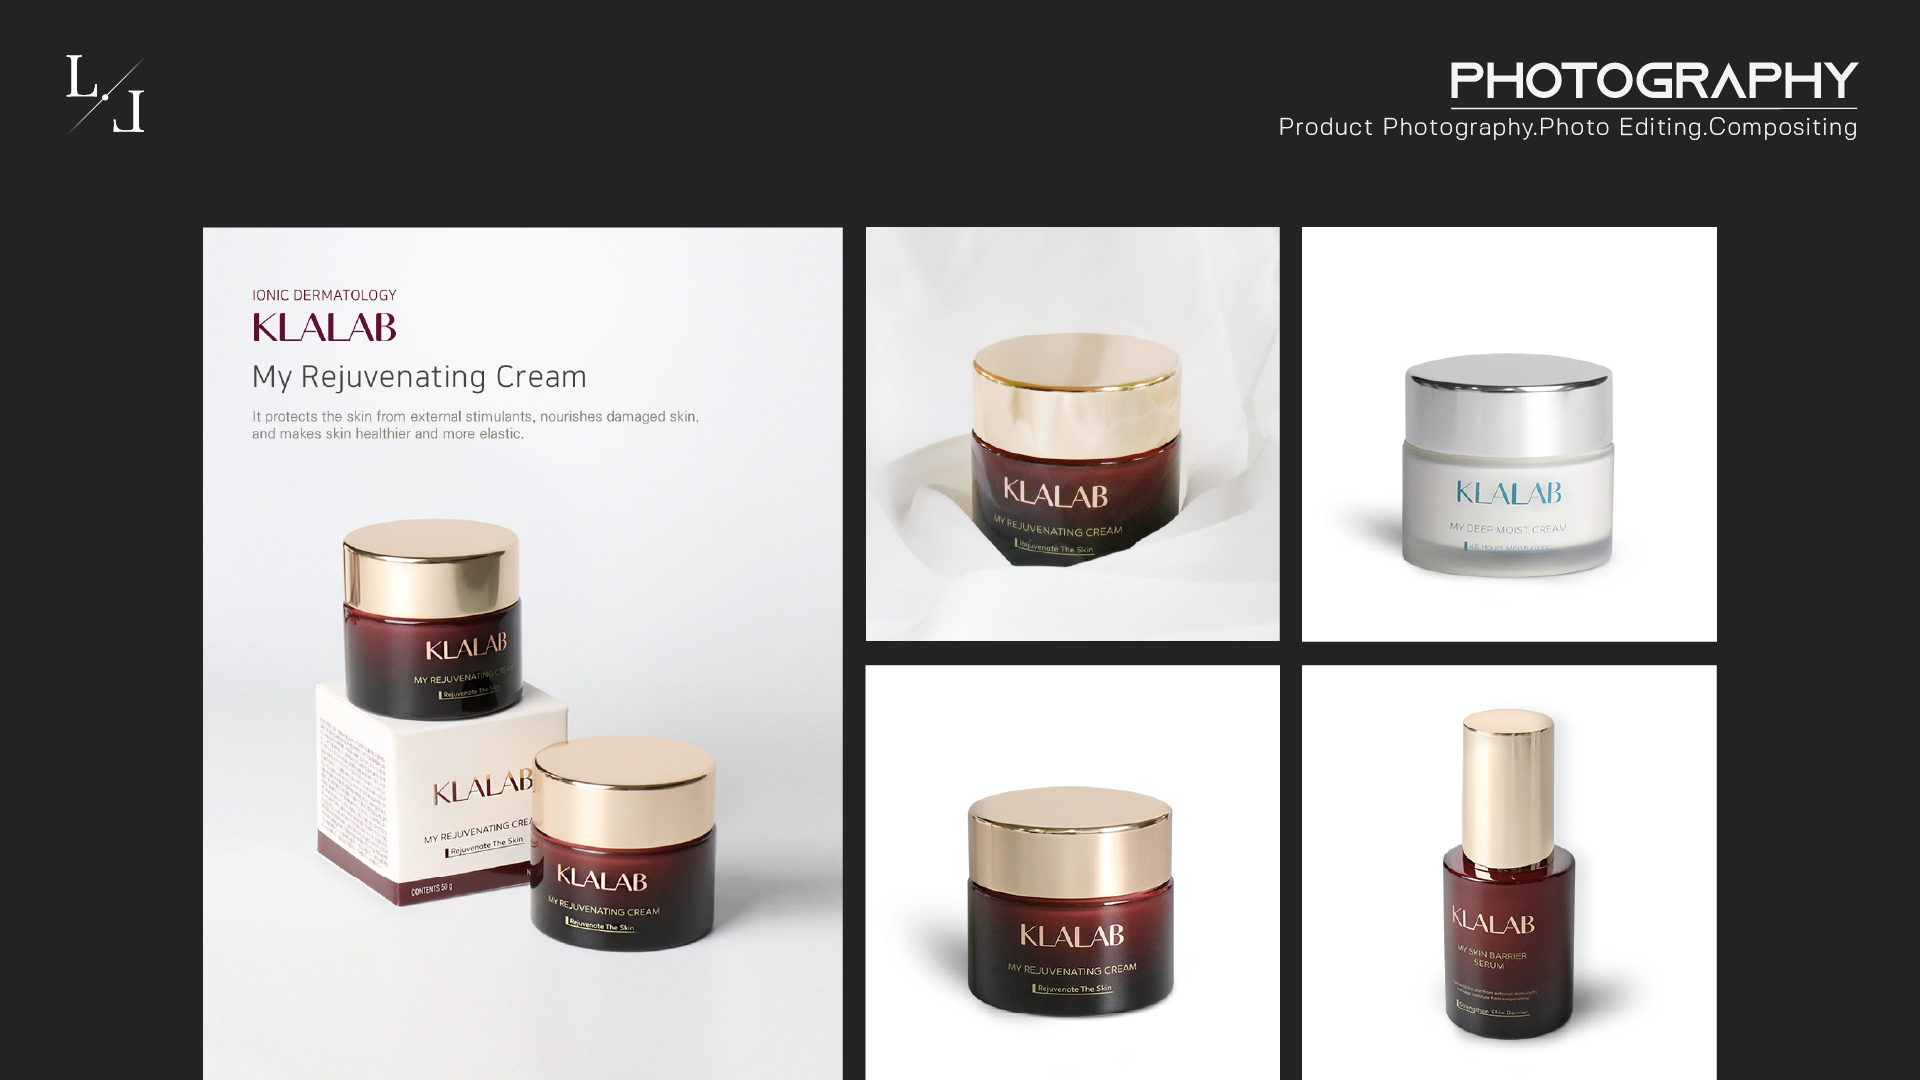 L
L
PHOTOGRAPHY
Product Photography.Photo Editing.Compositing
IONIC DERMATOLOGY
KLALAB
My Rejuvenating Cream
It protects the skin from external stimulants, nourishes damaged skin,
and makes skin healthier and more elastic.
KLALAB
MY REJUVENATING CREAM
Rejuvenate The Skin
KLALAB
MY REJUVENATING CREA
Rejuvenate The Skin
CONTENTS 50 g
N
KLALAB
MY REJUVENATING CREAM
Rejuvenate The Skin
KLALAB
MY REJUVENATING CREAM
Rejuvenate The Skin
KLALAB
MY DEEP MOIST CREAM
48 Hours Moisturizing
KLALAB
MY REJUVENATING CREAM
Rejuvenate The Skin
KLALAB
MY SKIN BARRIER
SERUM
Strengthen Skin Barrier